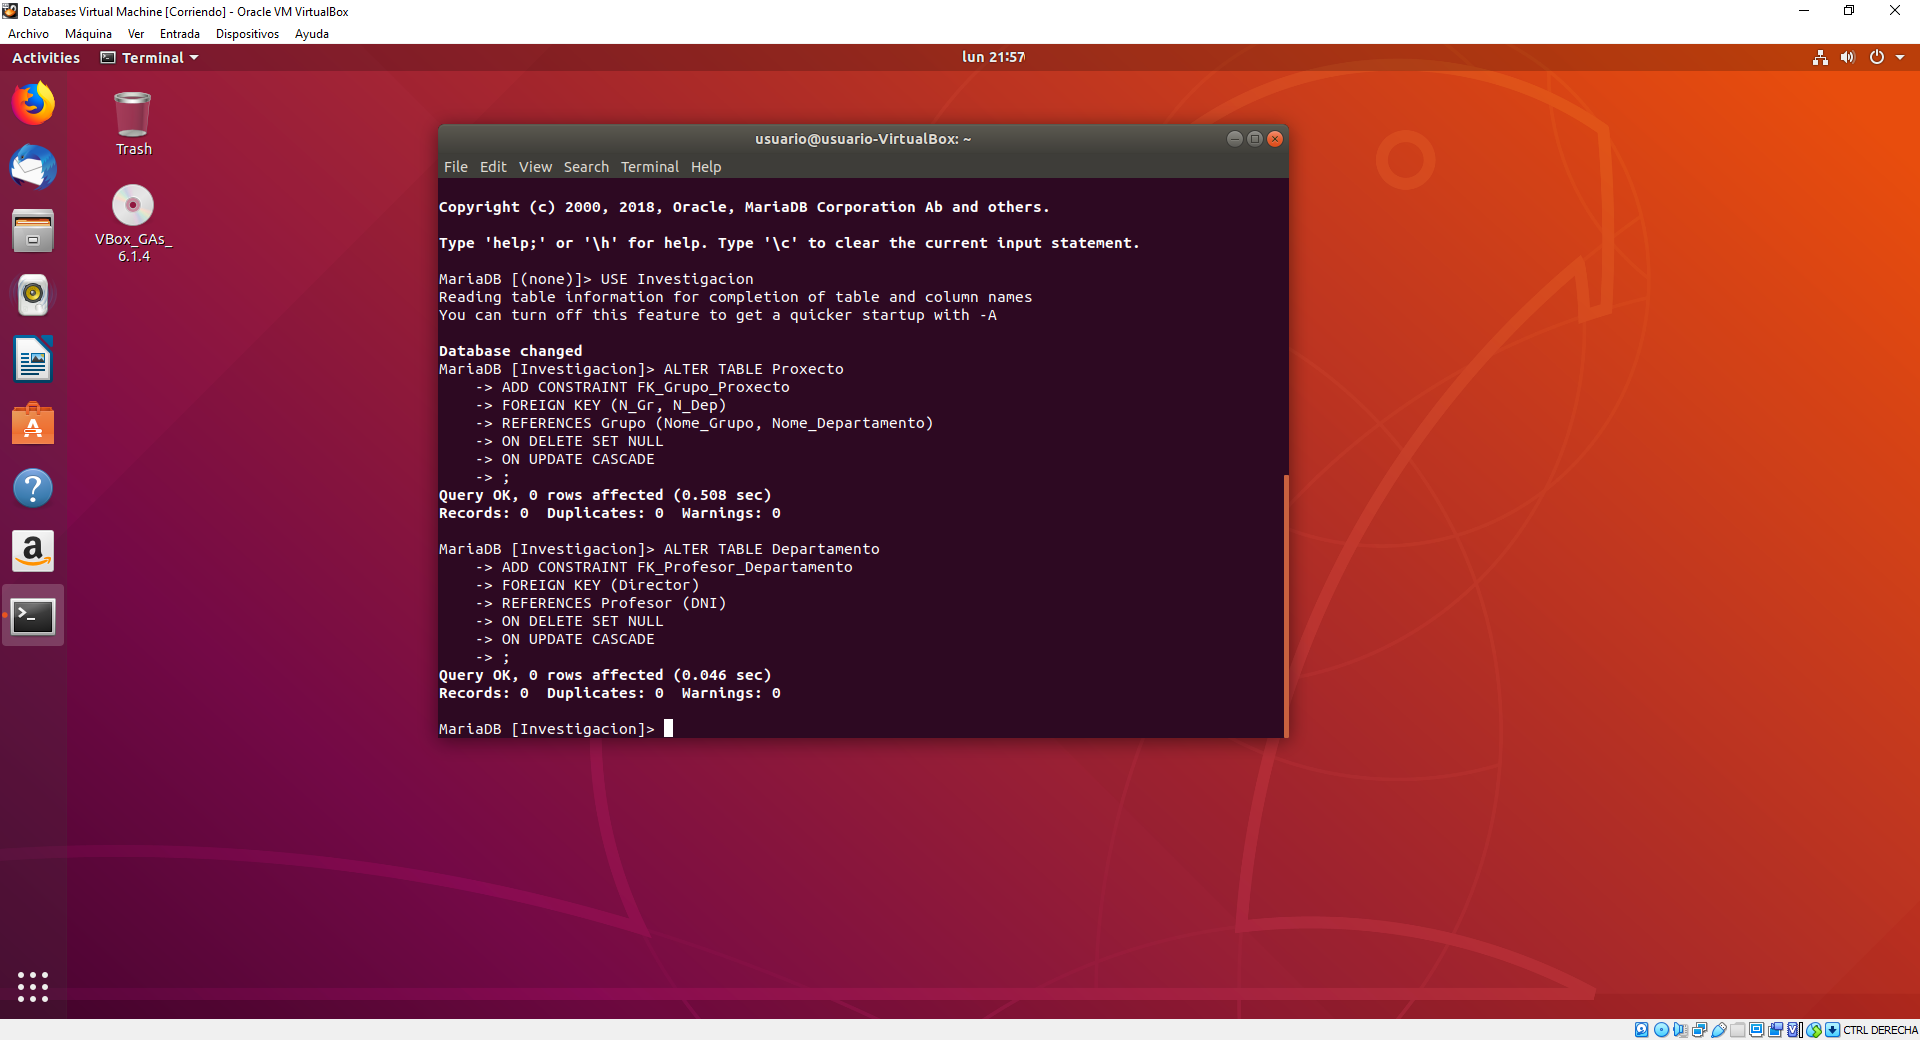 Databases Virtual Machine [Corriendo] - Oracle VM VirtualBox
Archivo Máquina Ver Entrada Dispositivos Ayuda
Activities Terminal lun 21:57
Trash
VBox_GAs_
6.1.4
usuario@usuario-VirtualBox: ~
File Edit View Search Terminal Help
Copyright (c) 2000, 2018, Oracle, MariaDB Corporation Ab and others.
Type 'help;' or '\h' for help. Type '\c' to clear the current input statement.
MariaDB [(none)]> USE Investigacion
Reading table information for completion of table and column names
You can turn off this feature to get a quicker startup with -A
Database changed
MariaDB [Investigacion]> ALTER TABLE Proxecto
-> ADD CONSTRAINT FK_Grupo_Proxecto
-> FOREIGN KEY (N_Gr, N_Dep)
-> REFERENCES Grupo (Nome_Grupo, Nome_Departamento)
-> ON DELETE SET NULL
-> ON UPDATE CASCADE
-> ;
Query OK, 0 rows affected (0.508 sec)
Records: 0  Duplicates: 0  Warnings: 0
MariaDB [Investigacion]> ALTER TABLE Departamento
-> ADD CONSTRAINT FK_Profesor_Departamento
-> FOREIGN KEY (Director)
-> REFERENCES Profesor (DNI)
-> ON DELETE SET NULL
-> ON UPDATE CASCADE
-> ;
Query OK, 0 rows affected (0.046 sec)
Records: 0  Duplicates: 0  Warnings: 0
MariaDB [Investigacion]>
CTRL DERECHA